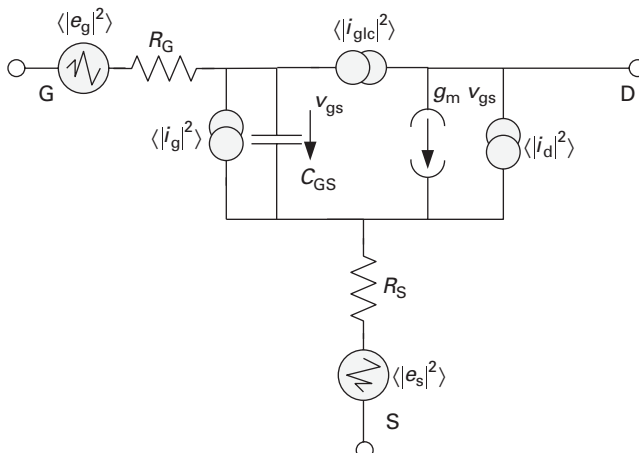 ⟨|e_g|²⟩
R_G
⟨|i_glc|²⟩
G
D
v_gs
g_m v_gs
⟨|i_g|²⟩
⟨|i_d|²⟩
C_GS
R_S
⟨|e_s|²⟩
S